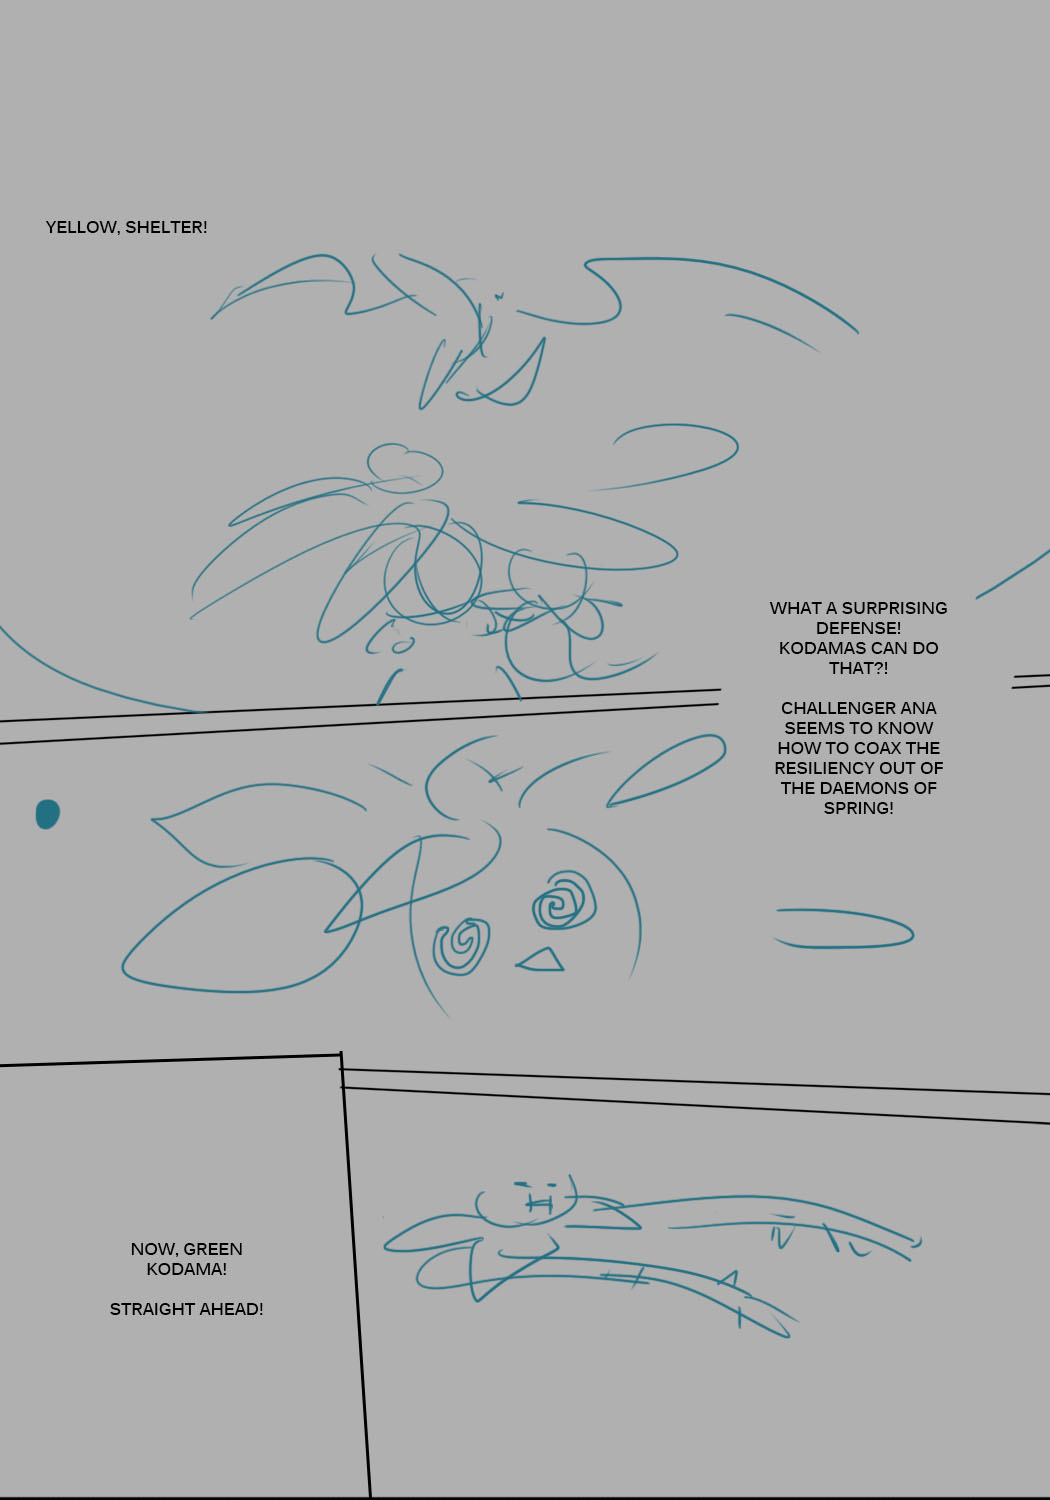 YELLOW, SHELTER!
WHAT A SURPRISING
DEFENSE!
KODAMAS CAN DO
THAT?!
CHALLENGER ANA
SEEMS TO KNOW
HOW TO COAX THE
RESILIENCY OUT OF
THE DAEMONS OF
SPRING!
NOW, GREEN
KODAMA!
STRAIGHT AHEAD!